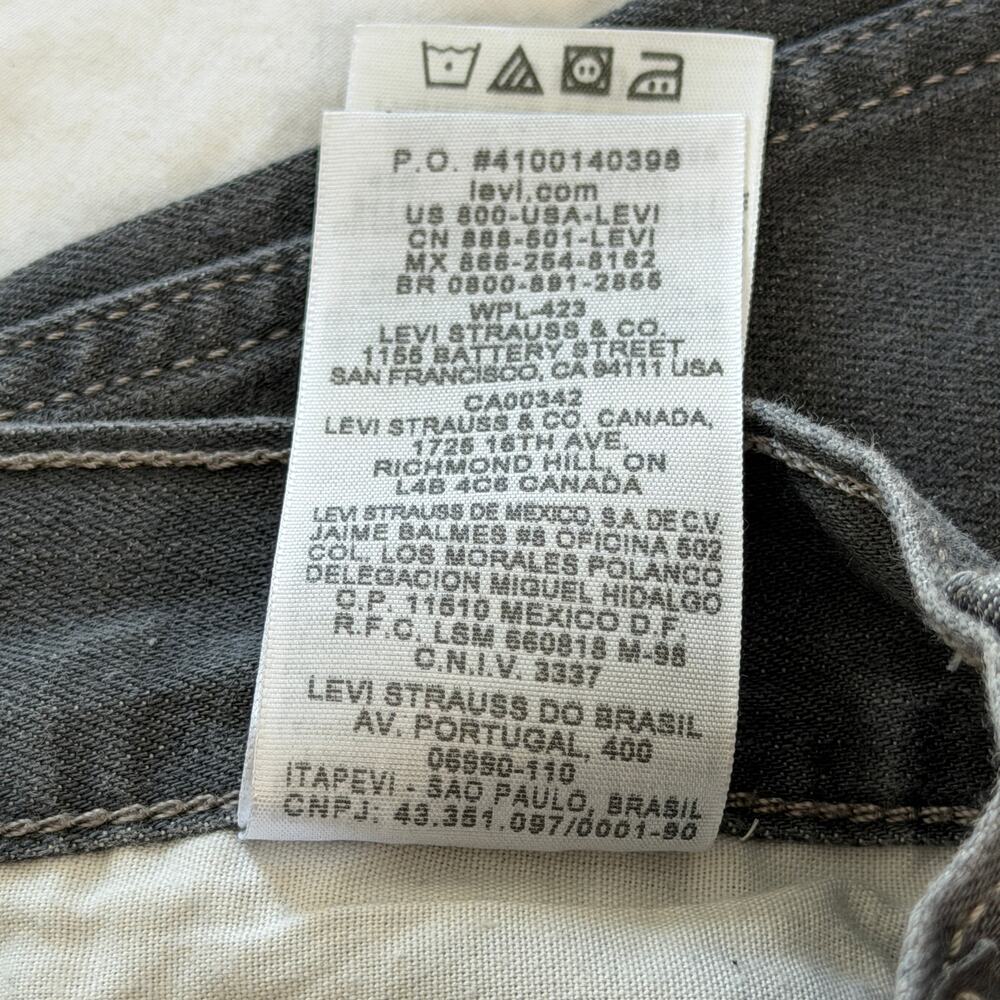 P.O. #4100140398
levi.com
US 800-USA-LEVI
CN 888-501-LEVI
MX 866-254-8162
BR 0800-891-2855
WPL-423
LEVI STRAUSS & CO.
1155 BATTERY STREET
SAN FRANCISCO, CA 94111 USA
CA00342
LEVI STRAUSS & CO. CANADA,
1725 16TH AVE.
RICHMOND HILL, ON
L4B 4C6 CANADA
LEVI STRAUSS DE MEXICO, S.A. DE C.V.
JAIME BALMES #8 OFICINA 502
COL. LOS MORALES POLANCO
DELEGACION MIGUEL HIDALGO
C.P. 11510 MEXICO D.F.
R.F.C. LSM 660818 M-98
C.N.I.V. 3337
LEVI STRAUSS DO BRASIL
AV. PORTUGAL, 400
06690-110
ITAPEVI - SAO PAULO, BRASIL
CNPJ: 43.351.097/0001-90